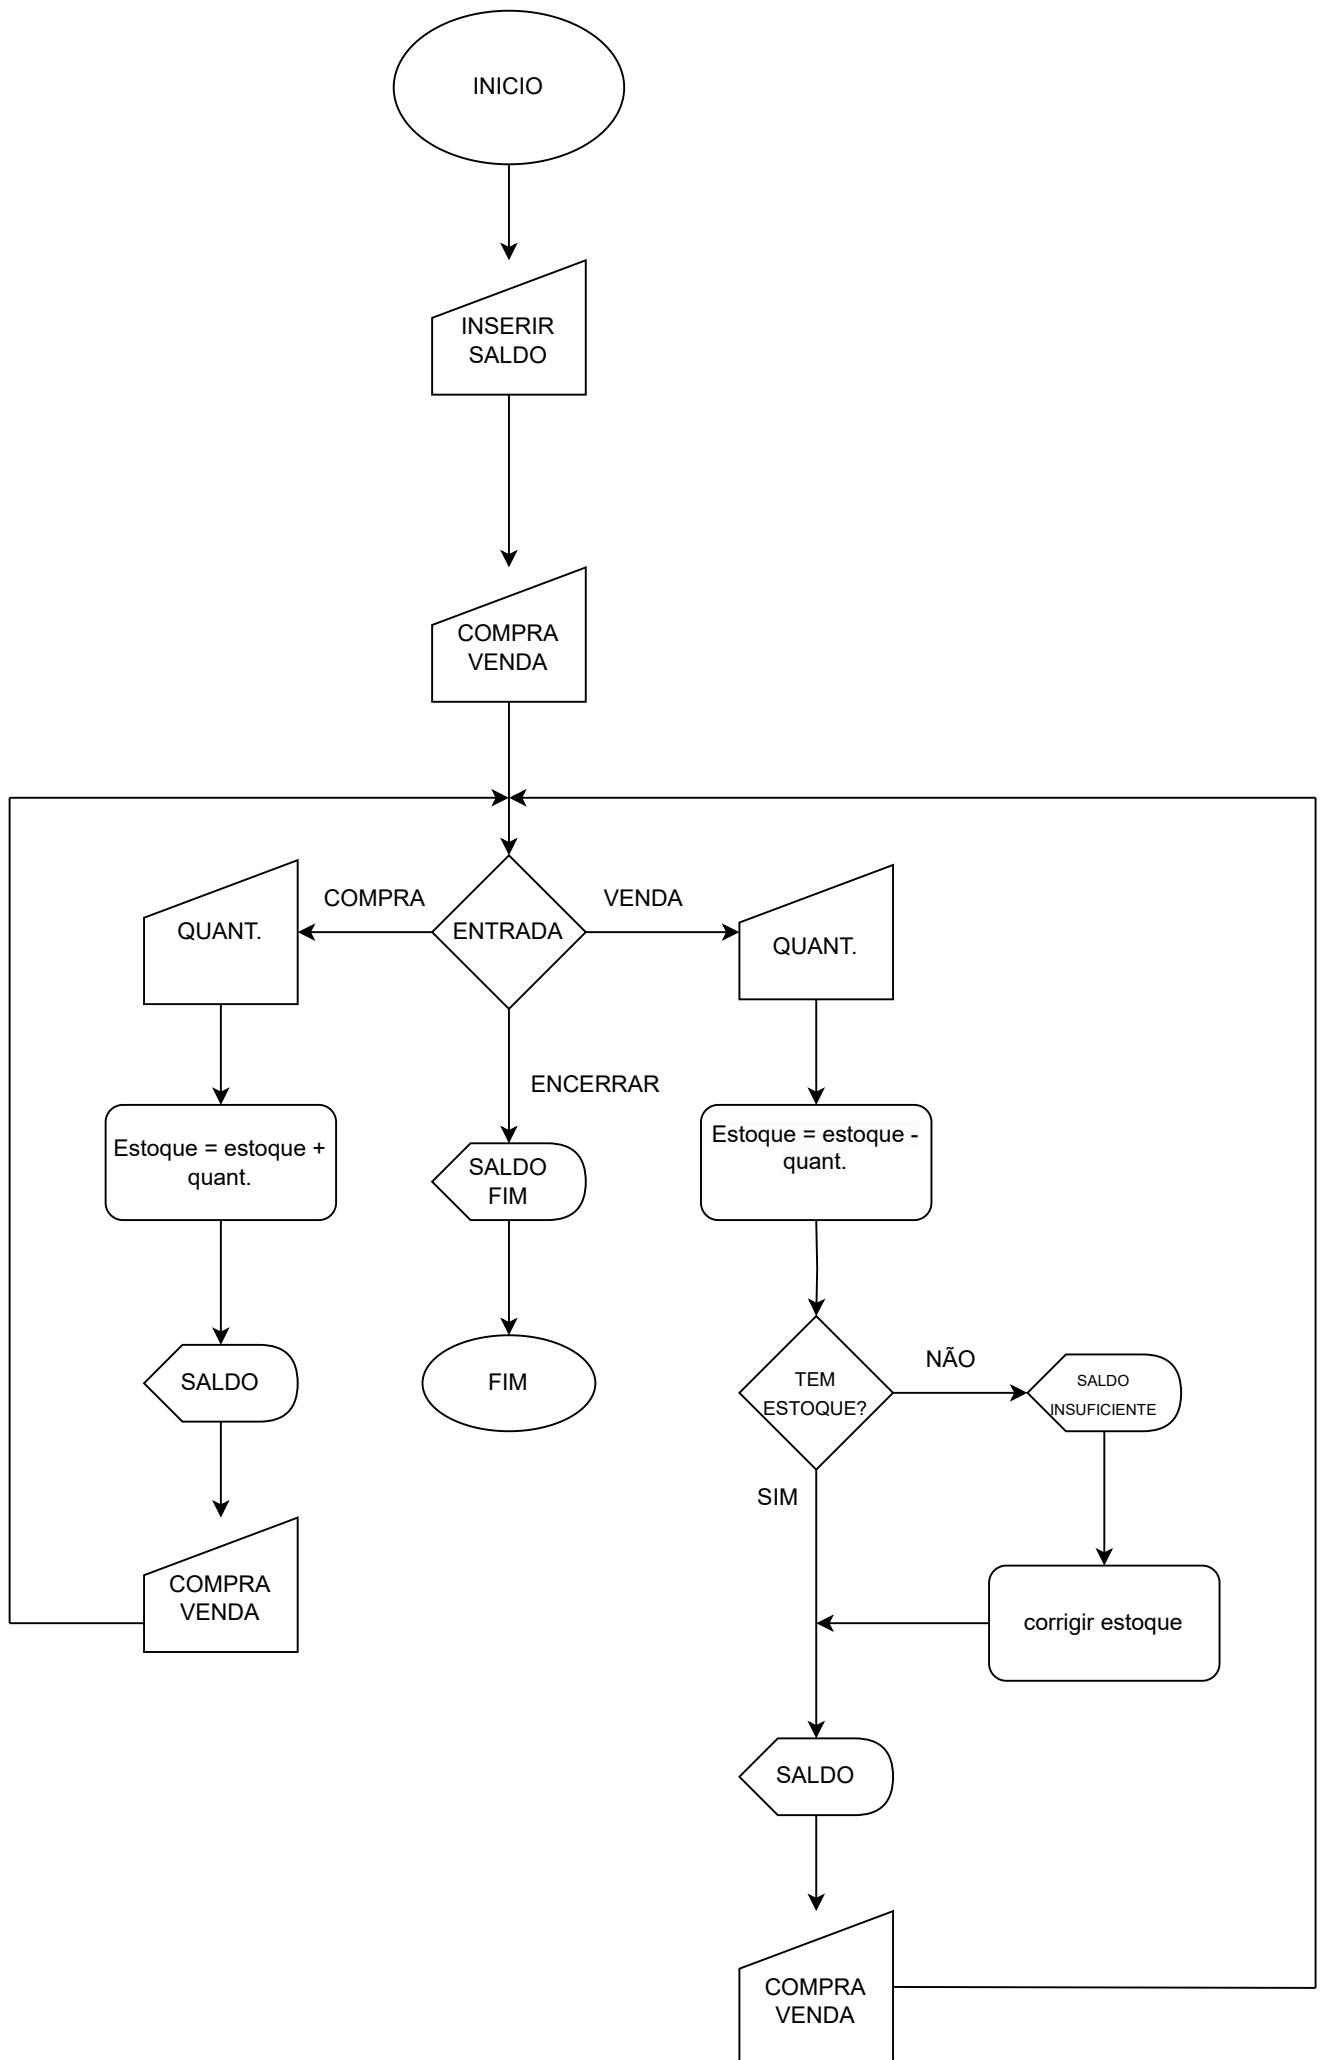 INICIO
INSERIR
SALDO
COMPRA
VENDA
COMPRA
VENDA
QUANT.
ENTRADA
QUANT.
ENCERRAR
Estoque = estoque +
quant.
SALDO
FIM
Estoque = estoque -
quant.
SALDO
FIM
TEM
ESTOQUE?
NÃO
SALDO
INSUFICIENTE
SIM
COMPRA
VENDA
corrigir estoque
SALDO
COMPRA
VENDA